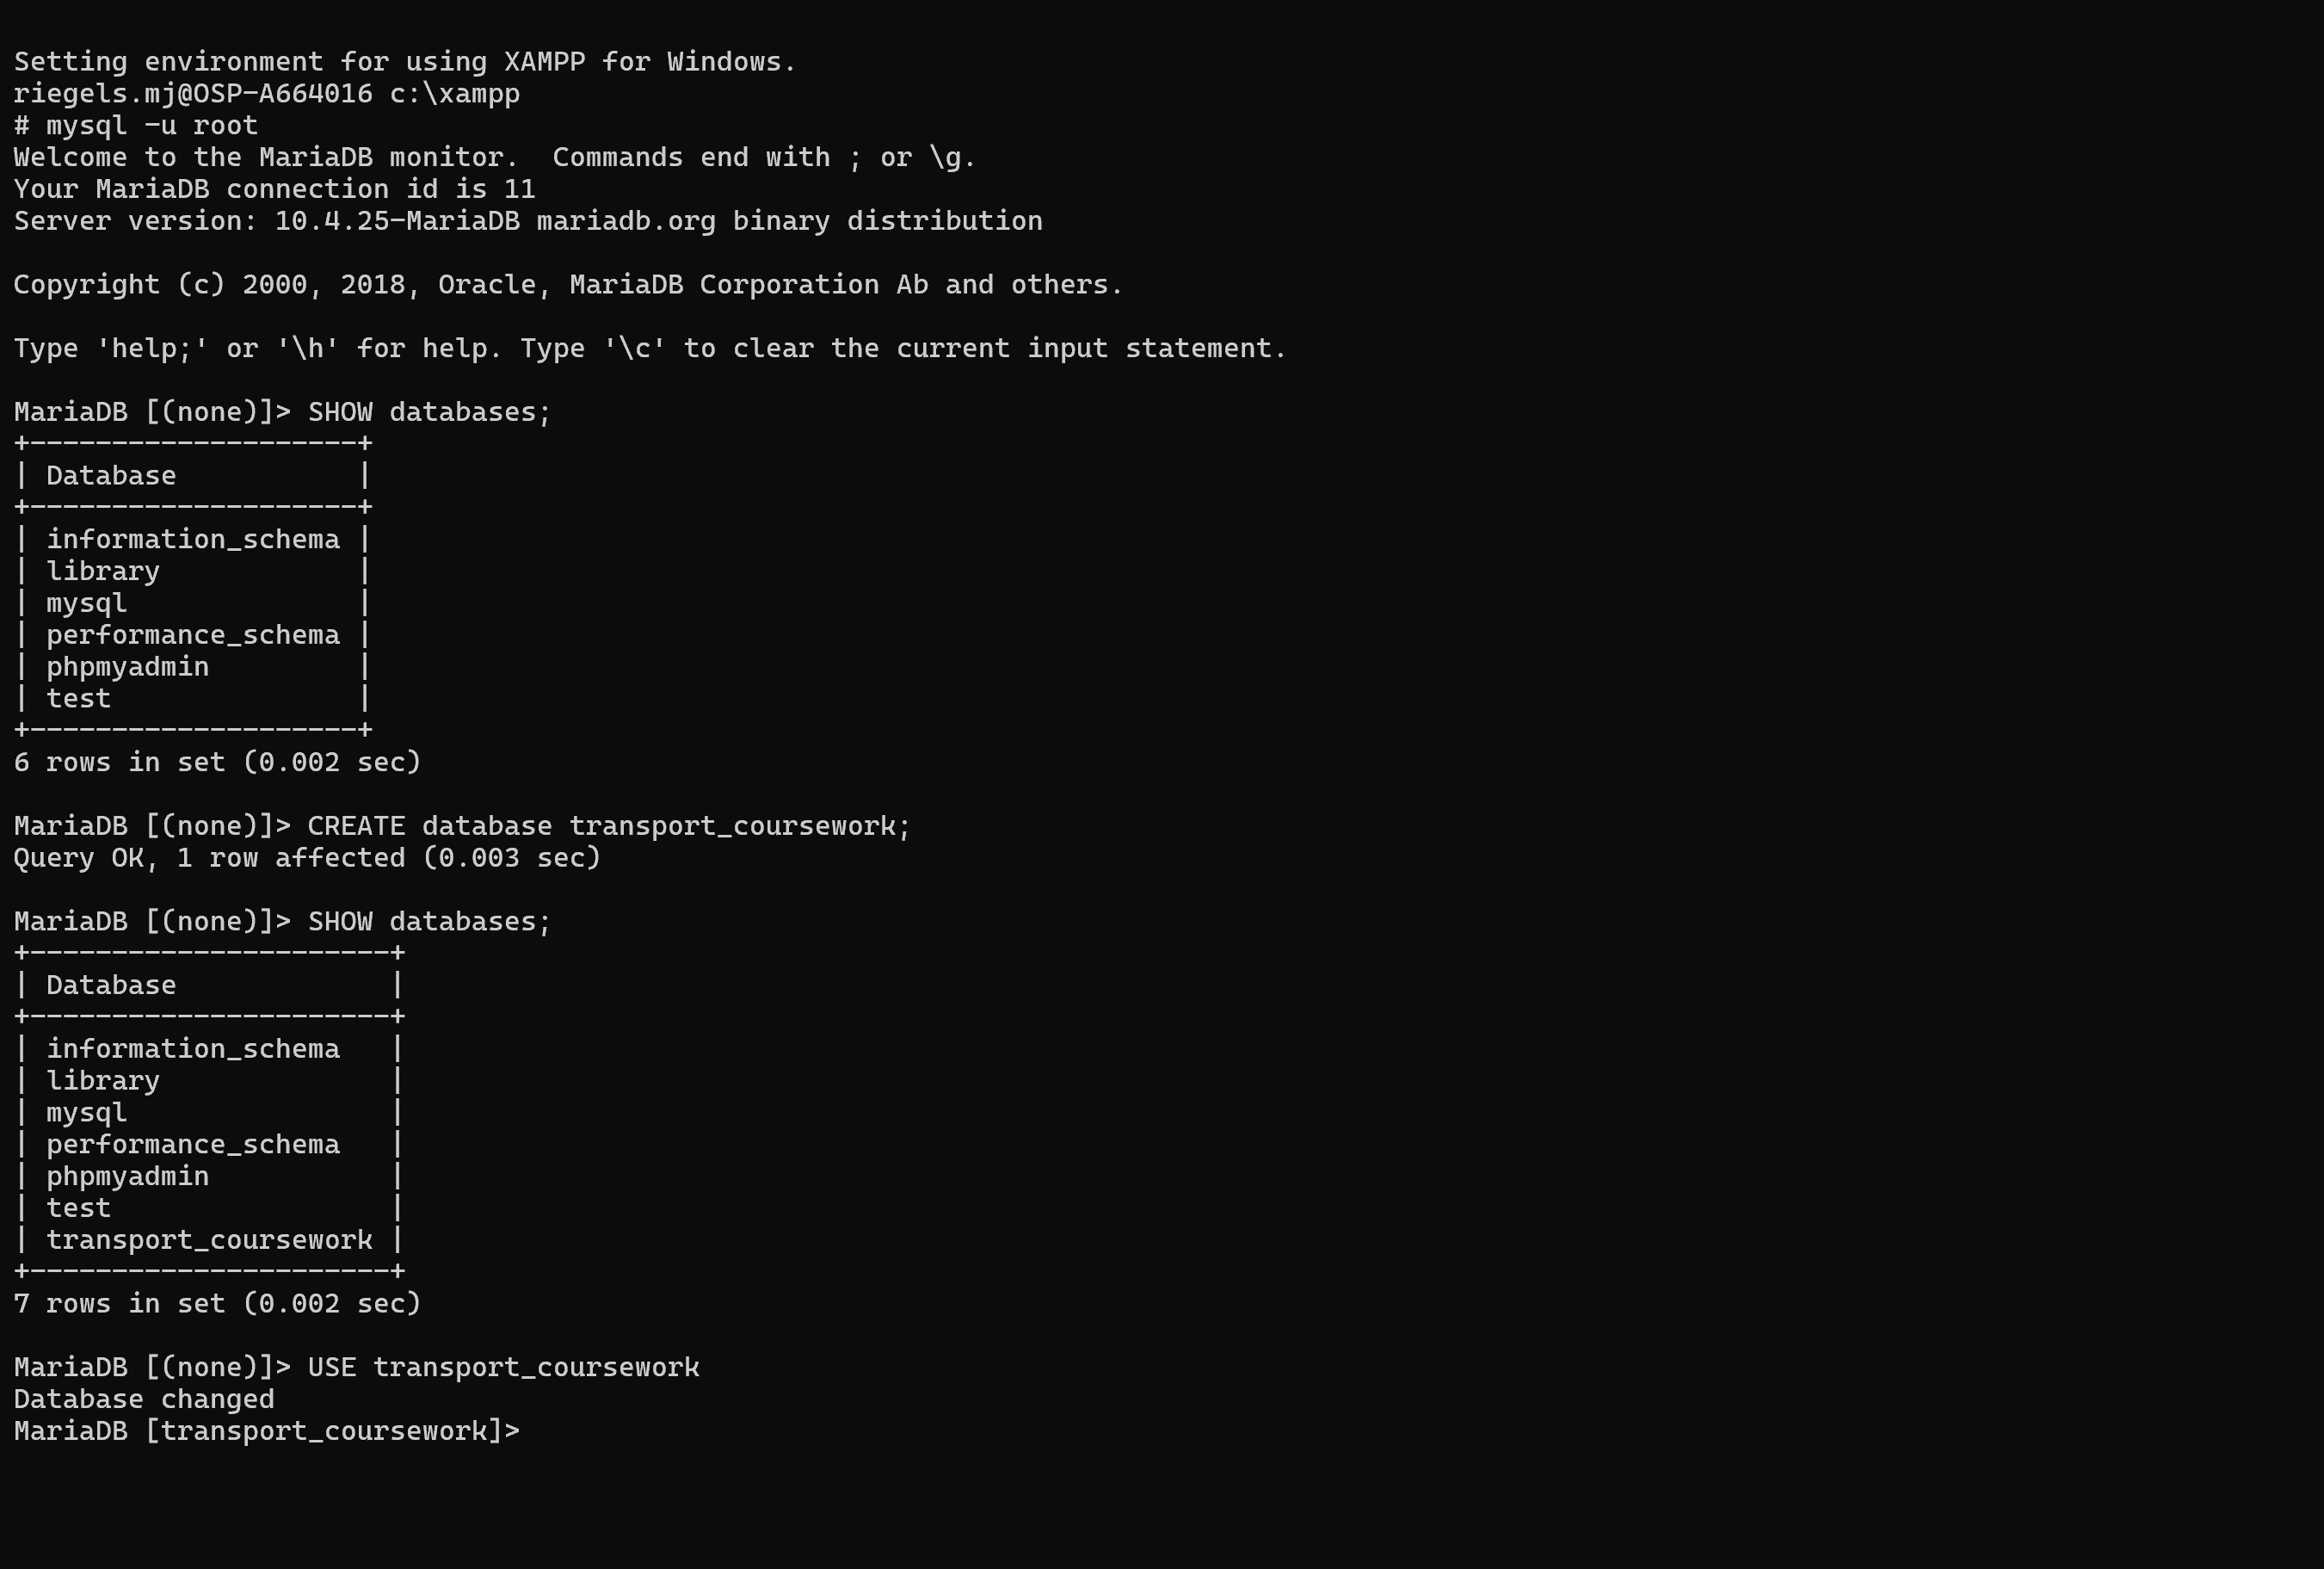 Setting environment for using XAMPP for Windows.
riegels.mj@OSP-A664016 c:\xampp
# mysql -u root
Welcome to the MariaDB monitor.  Commands end with ; or \g.
Your MariaDB connection id is 11
Server version: 10.4.25-MariaDB mariadb.org binary distribution

Copyright (c) 2000, 2018, Oracle, MariaDB Corporation Ab and others.

Type 'help;' or '\h' for help. Type '\c' to clear the current input statement.

MariaDB [(none)]> SHOW databases;
+--------------------+
| Database           |
+--------------------+
| information_schema |
| library            |
| mysql              |
| performance_schema |
| phpmyadmin         |
| test               |
+--------------------+
6 rows in set (0.002 sec)

MariaDB [(none)]> CREATE database transport_coursework;
Query OK, 1 row affected (0.003 sec)

MariaDB [(none)]> SHOW databases;
+----------------------+
| Database             |
+----------------------+
| information_schema   |
| library              |
| mysql                |
| performance_schema   |
| phpmyadmin           |
| test                 |
| transport_coursework |
+----------------------+
7 rows in set (0.002 sec)

MariaDB [(none)]> USE transport_coursework
Database changed
MariaDB [transport_coursework]>